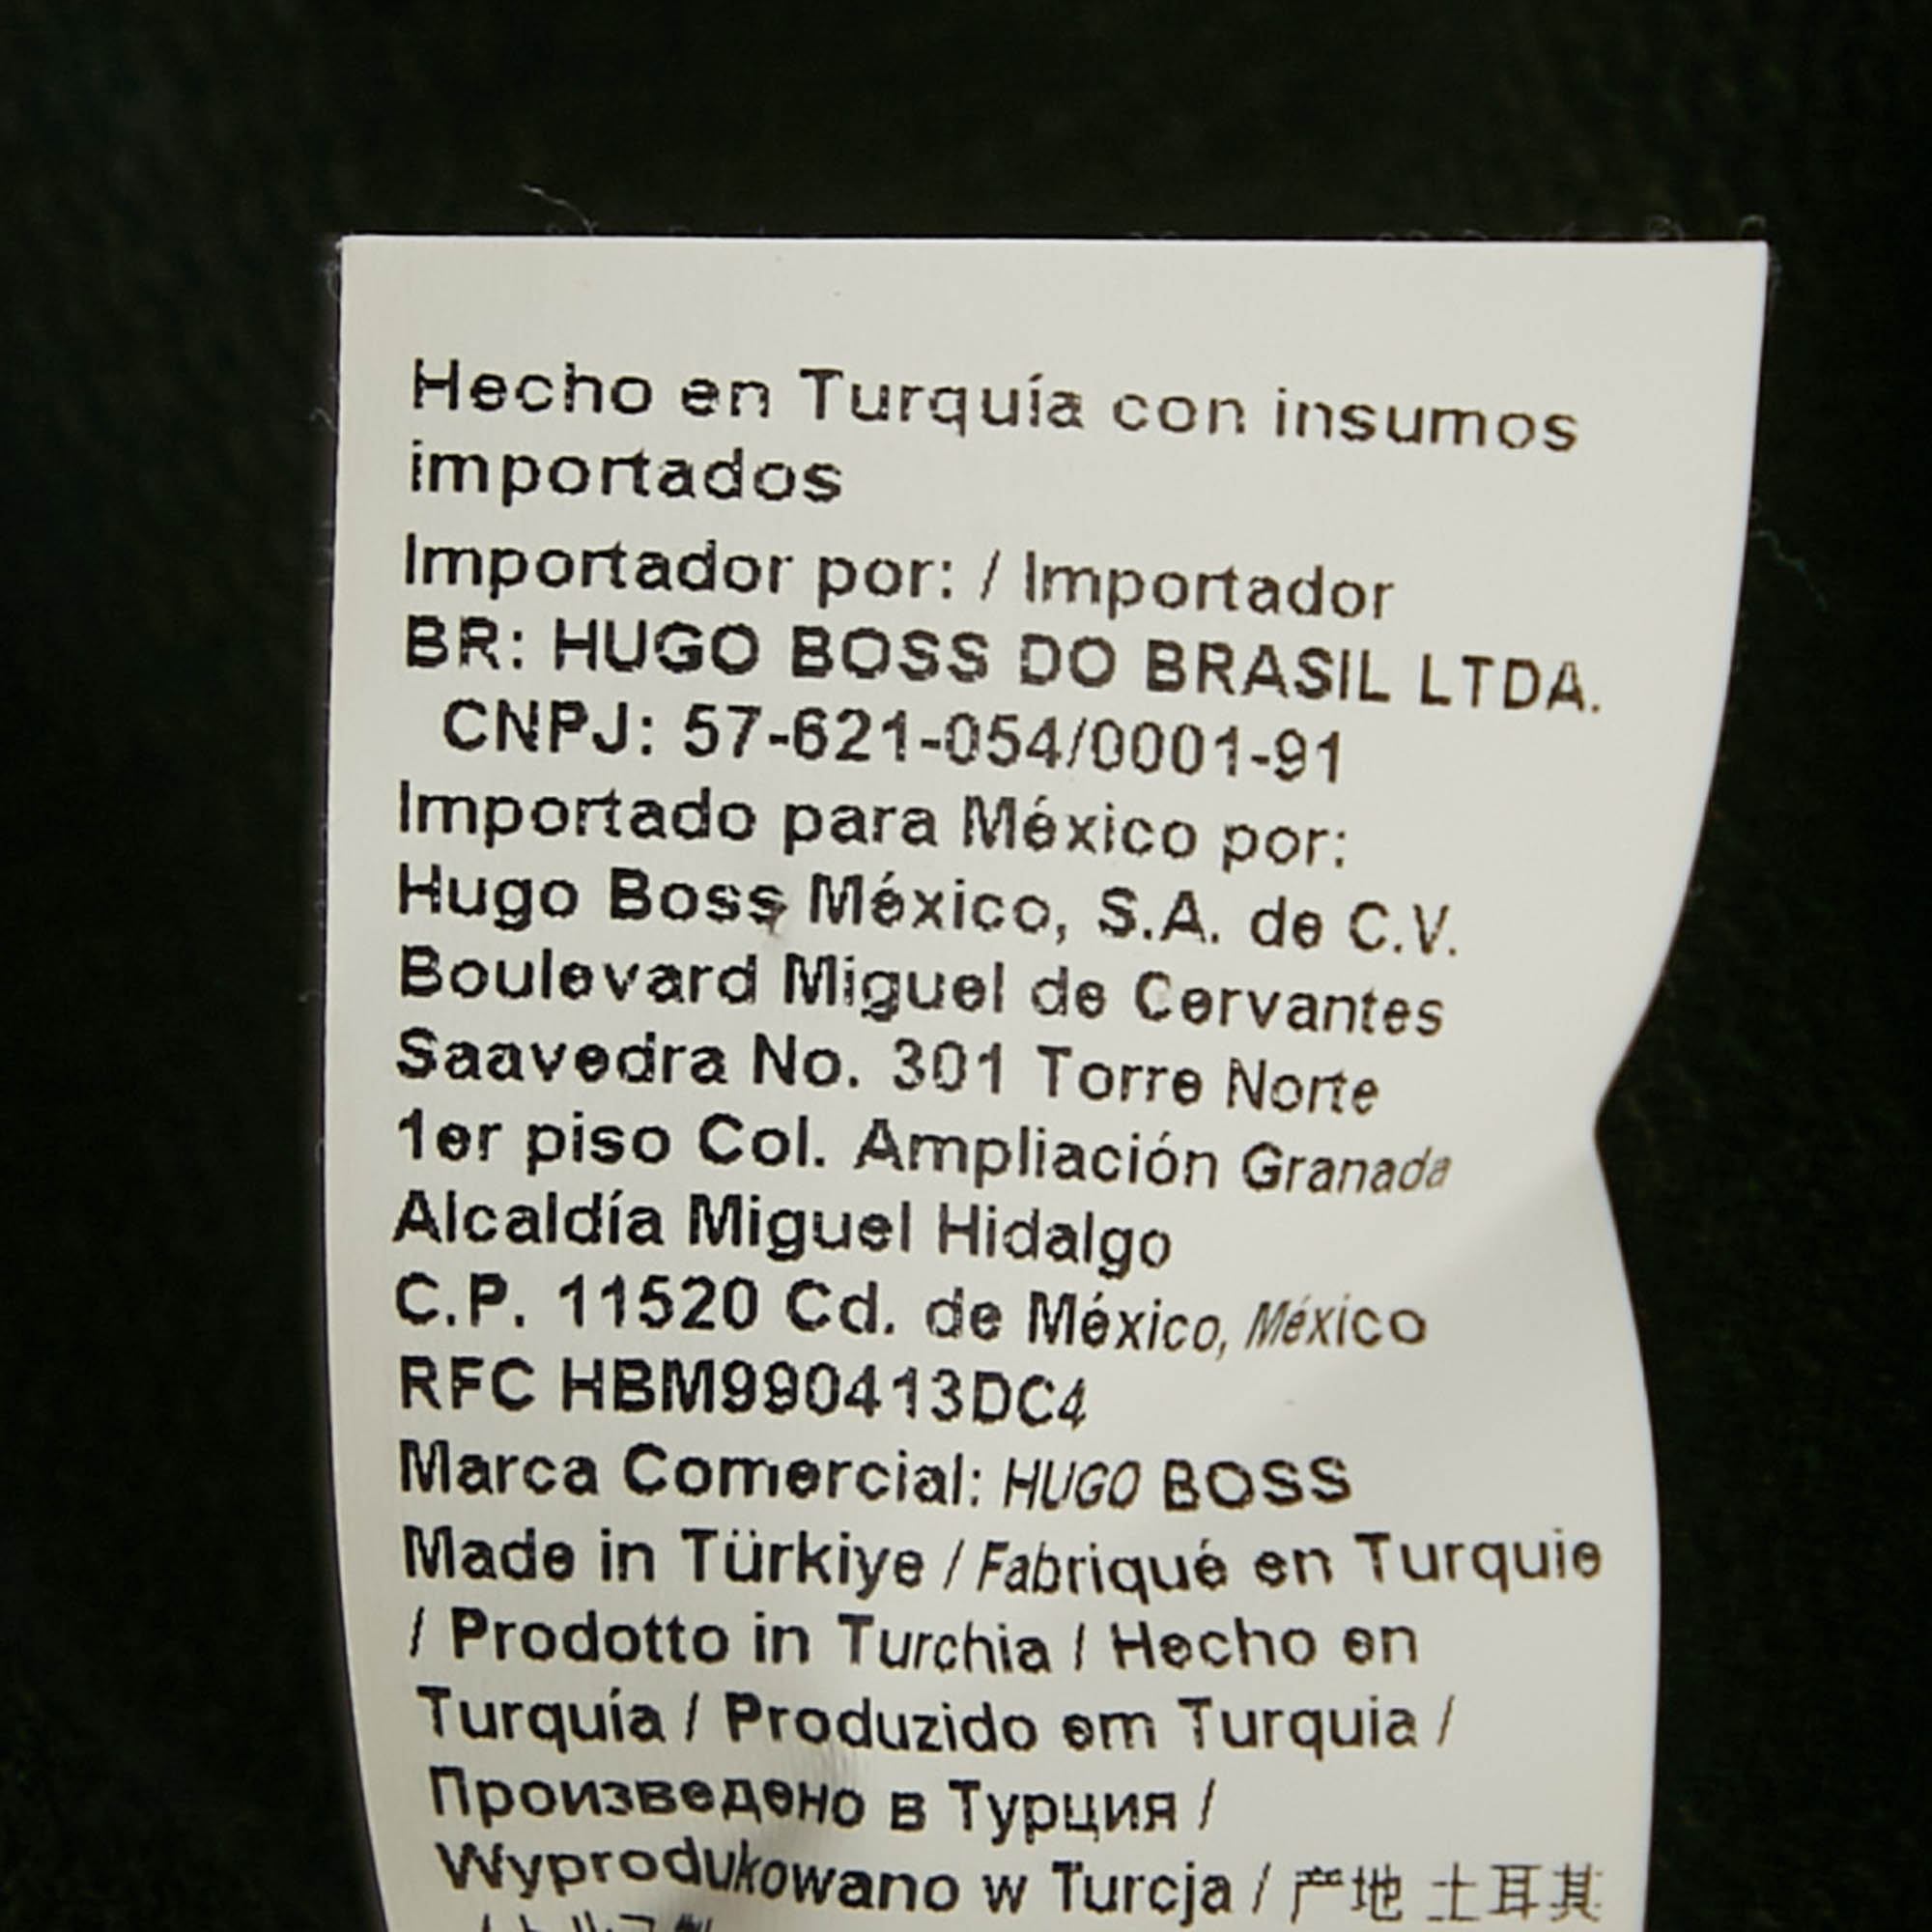 Hecho en Turquía con insumos
importados
Importador por: / Importador
BR: HUGO BOSS DO BRASIL LTDA.
CNPJ: 57-621-054/0001-91
Importado para México por:
Hugo Boss México, S.A. de C.V.
Boulevard Miguel de Cervantes
Saavedra No. 301 Torre Norte
1er piso Col. Ampliación Granada
Alcaldía Miguel Hidalgo
C.P. 11520 Cd. de México, México
RFC HBM990413DC4
Marca Comercial: HUGO BOSS
Made in Türkiye / Fabriqué en Turquie
/ Prodotto in Turchia / Hecho en
Turquía / Produzido em Turquia /
Произведено в Турция /
Wyprodukowano w Turcja / 产地 土耳其